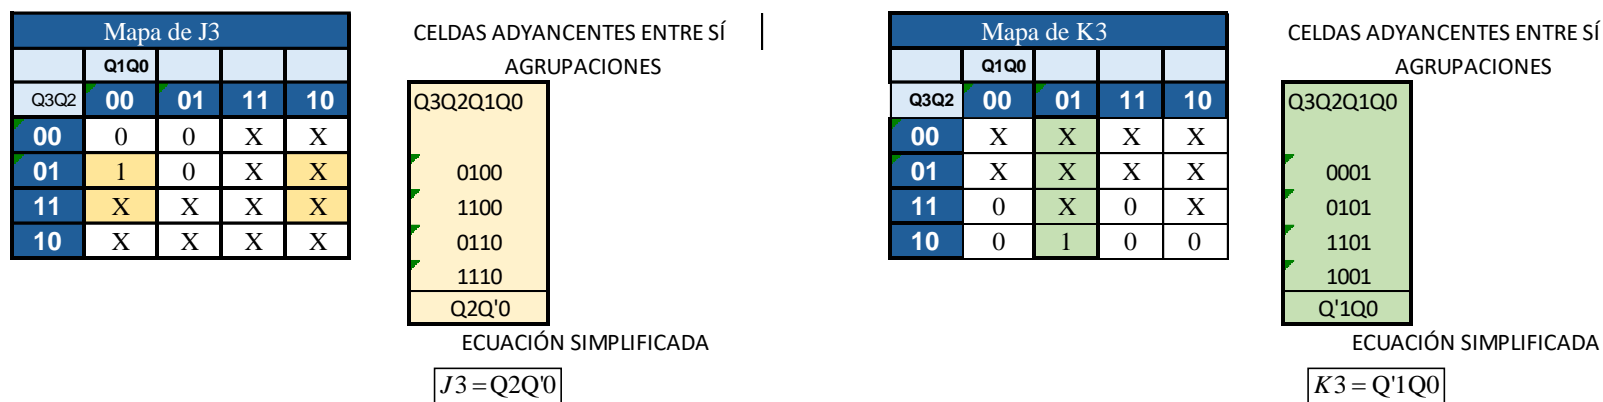 Mapa de J3
Q1Q0
Q3Q2 00 01 11 10
00 0 0 X X
01 1 0 X X
11 X X X X
10 X X X X
CELDAS ADYANCENTES ENTRE SÍ
AGRUPACIONES
Q3Q2Q1Q0
0100
1100
0110
1110
Q2Q'0
ECUACIÓN SIMPLIFICADA
J3=Q2Q'0
Mapa de K3
Q1Q0
Q3Q2 00 01 11 10
00 X X X X
01 X X X X
11 0 X 0 X
10 0 1 0 0
CELDAS ADYANCENTES ENTRE SÍ
AGRUPACIONES
Q3Q2Q1Q0
0001
0101
1101
1001
Q'1Q0
ECUACIÓN SIMPLIFICADA
K3=Q'1Q0